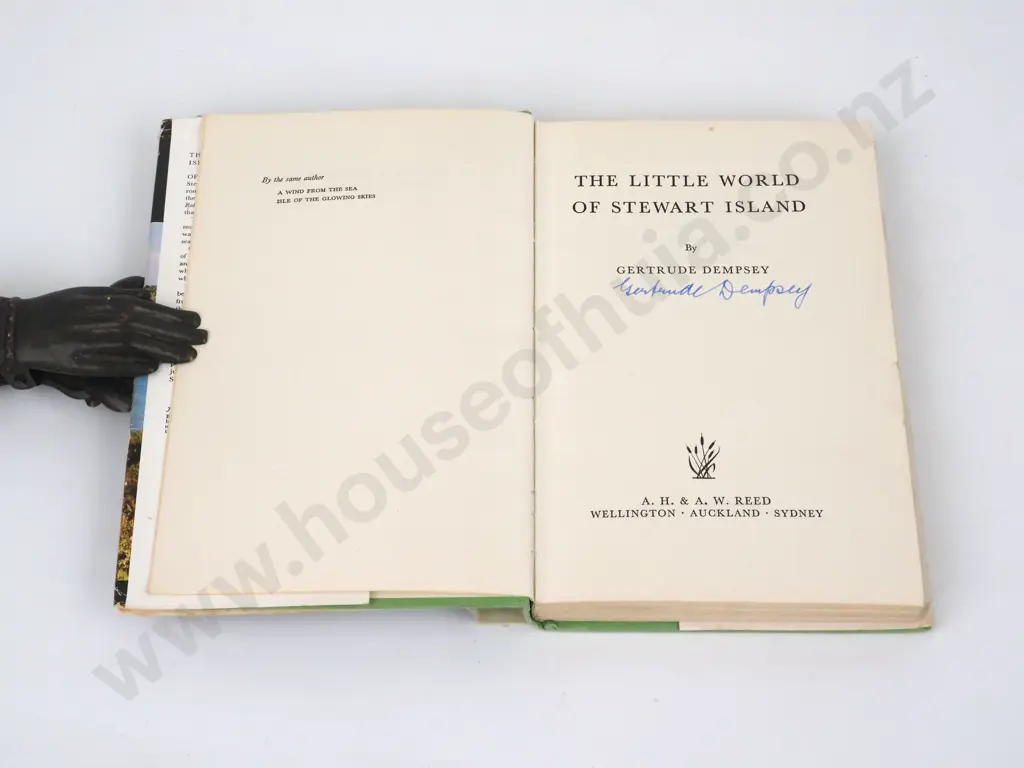 By the same author
A WIND FROM THE SEA
ISLE OF THE GLOWING SKIES
THE LITTLE WORLD
OF STEWART ISLAND
By
GERTRUDE DEMPSEY
Gertrude Dempsey
A. H. & A. W. REED
WELLINGTON · AUCKLAND · SYDNEY
www.houseofhuia.co.nz